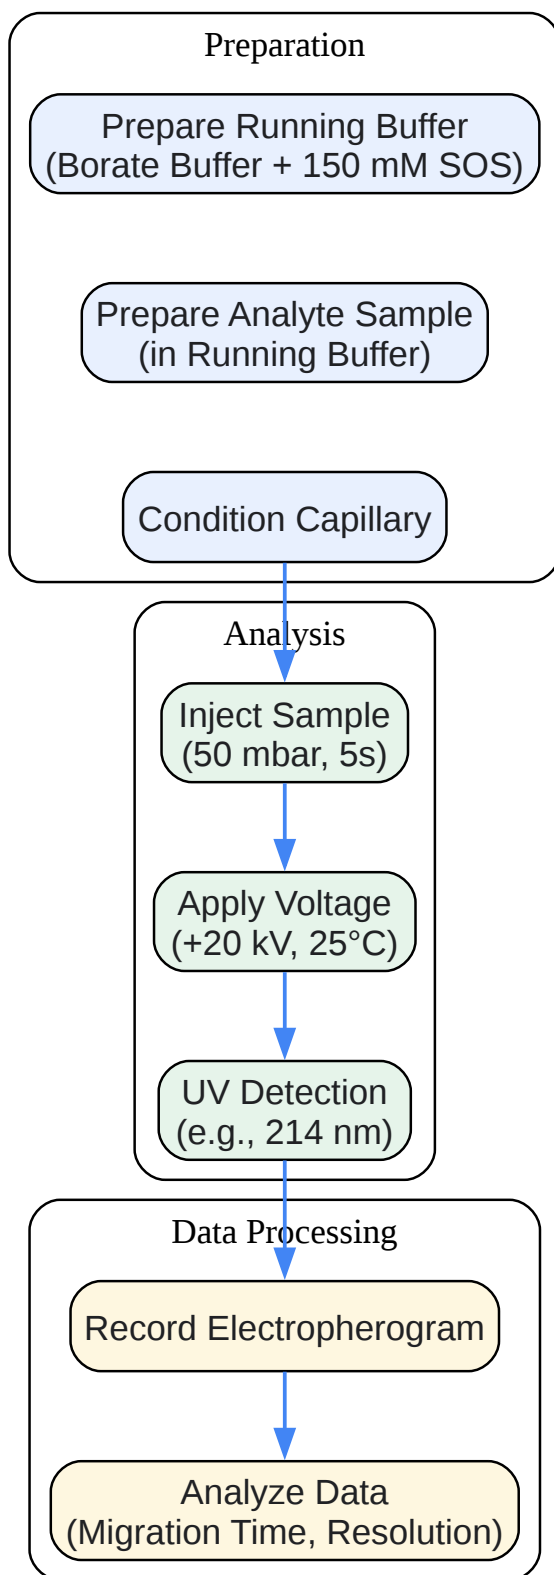 Preparation
Prepare Running Buffer
(Borate Buffer + 150 mM SOS)
Prepare Analyte Sample
(in Running Buffer)
Condition Capillary
Analysis
Inject Sample
(50 mbar, 5s)
Apply Voltage
(+20 kV, 25°C)
UV Detection
(e.g., 214 nm)
Data Processing
Record Electropherogram
Analyze Data
(Migration Time, Resolution)